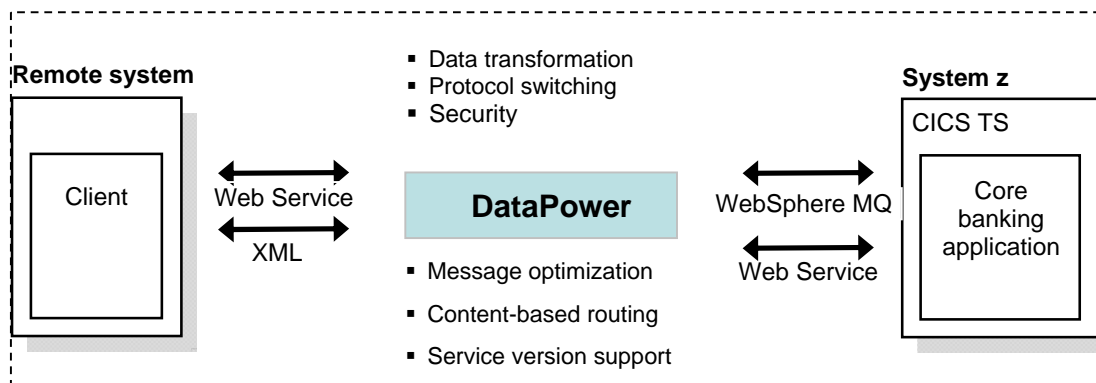 Remote system
Client
Web Service
XML
▪ Data transformation
▪ Protocol switching
▪ Security
DataPower
▪ Message optimization
▪ Content-based routing
▪ Service version support
WebSphere MQ
Web Service
System z
CICS TS
Core
banking
application